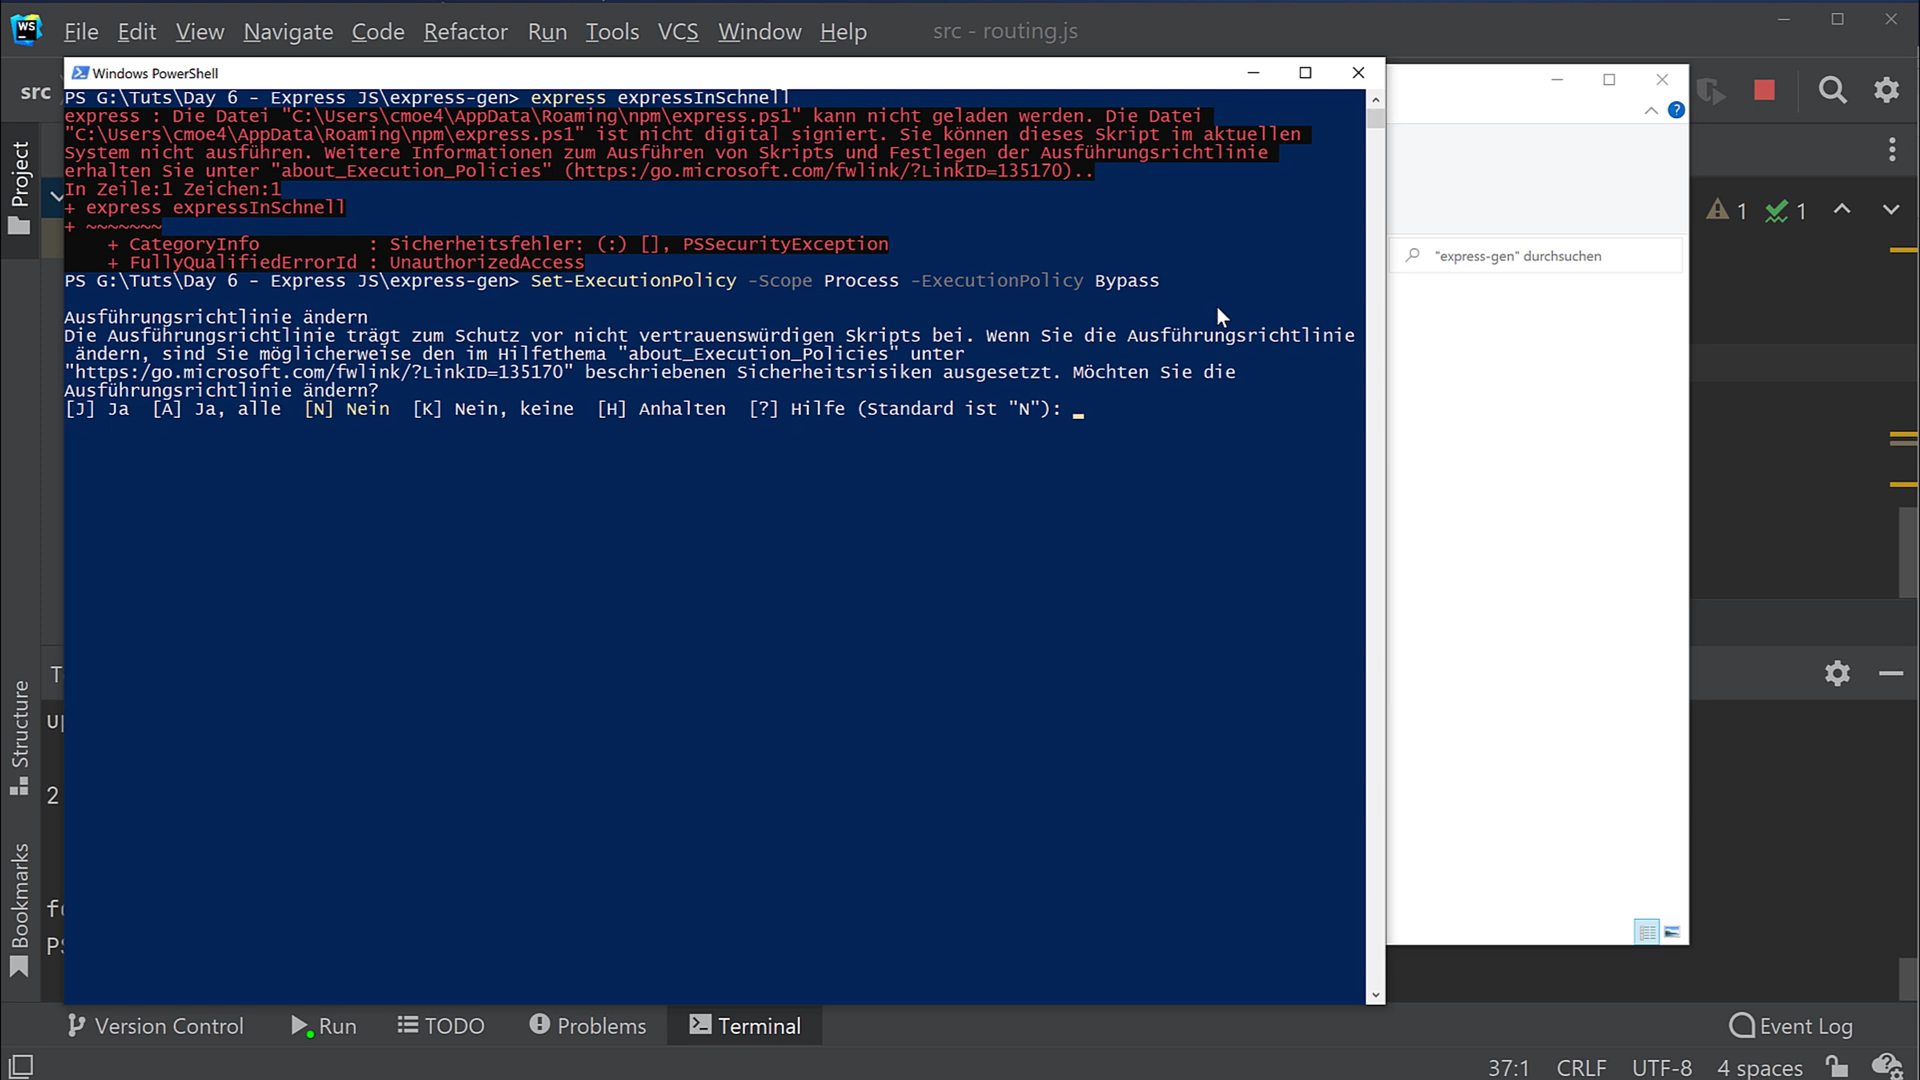 WS File Edit View Navigate Code Refactor Run Tools VCS Window Help src - routing.js
src
Windows PowerShell
PS G:\Tuts\Day 6 - Express JS\express-gen> express expressInSchnell
express : Die Datei "C:\Users\cmoe4\AppData\Roaming\npm\express.ps1" kann nicht geladen werden. Die Datei
"C:\Users\cmoe4\AppData\Roaming\npm\express.ps1" ist nicht digital signiert. Sie können dieses Skript im aktuellen
System nicht ausführen. Weitere Informationen zum Ausführen von Skripts und Festlegen der Ausführungsrichtlinie
erhalten Sie unter "about_Execution_Policies" (https:/go.microsoft.com/fwlink/?LinkID=135170)..
In Zeile:1 Zeichen:1
+ express expressInSchnell
+ ~~~~~~~
+ CategoryInfo : Sicherheitsfehler: (:) [], PSSecurityException
+ FullyQualifiedErrorId : UnauthorizedAccess
PS G:\Tuts\Day 6 - Express JS\express-gen> Set-ExecutionPolicy -Scope Process -ExecutionPolicy Bypass
Ausführungsrichtlinie ändern
Die Ausführungsrichtlinie trägt zum Schutz vor nicht vertrauenswürdigen Skripts bei. Wenn Sie die Ausführungsrichtlinie
ändern, sind Sie möglicherweise den im Hilfethema "about_Execution_Policies" unter
"https:/go.microsoft.com/fwlink/?LinkID=135170" beschriebenen Sicherheitsrisiken ausgesetzt. Möchten Sie die
Ausführungsrichtlinie ändern?
[J] Ja [A] Ja, alle [N] Nein [K] Nein, keine [H] Anhalten [?] Hilfe (Standard ist "N"):
"express-gen" durchsuchen
1 1
Project
Structure
Bookmarks
2
Version Control Run TODO Problems Terminal Event Log
37:1 CRLF UTF-8 4 spaces